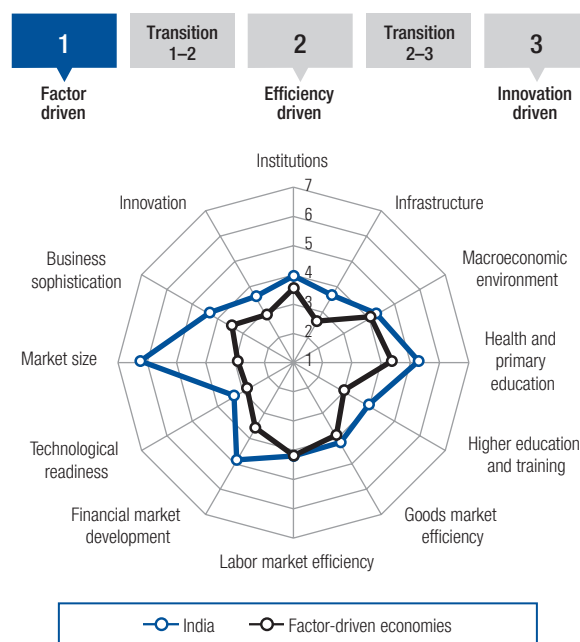 1
Transition
1–2
2
Transition
2–3
3
Factor
driven
Efficiency
driven
Innovation
driven
Institutions
7
6
5
4
3
2
1
Infrastructure
Macroeconomic
environment
Health and
primary
education
Higher education
and training
Goods market
efficiency
Labor market efficiency
Financial market
development
Technological
readiness
Market size
Business
sophistication
Innovation
India
Factor-driven economies